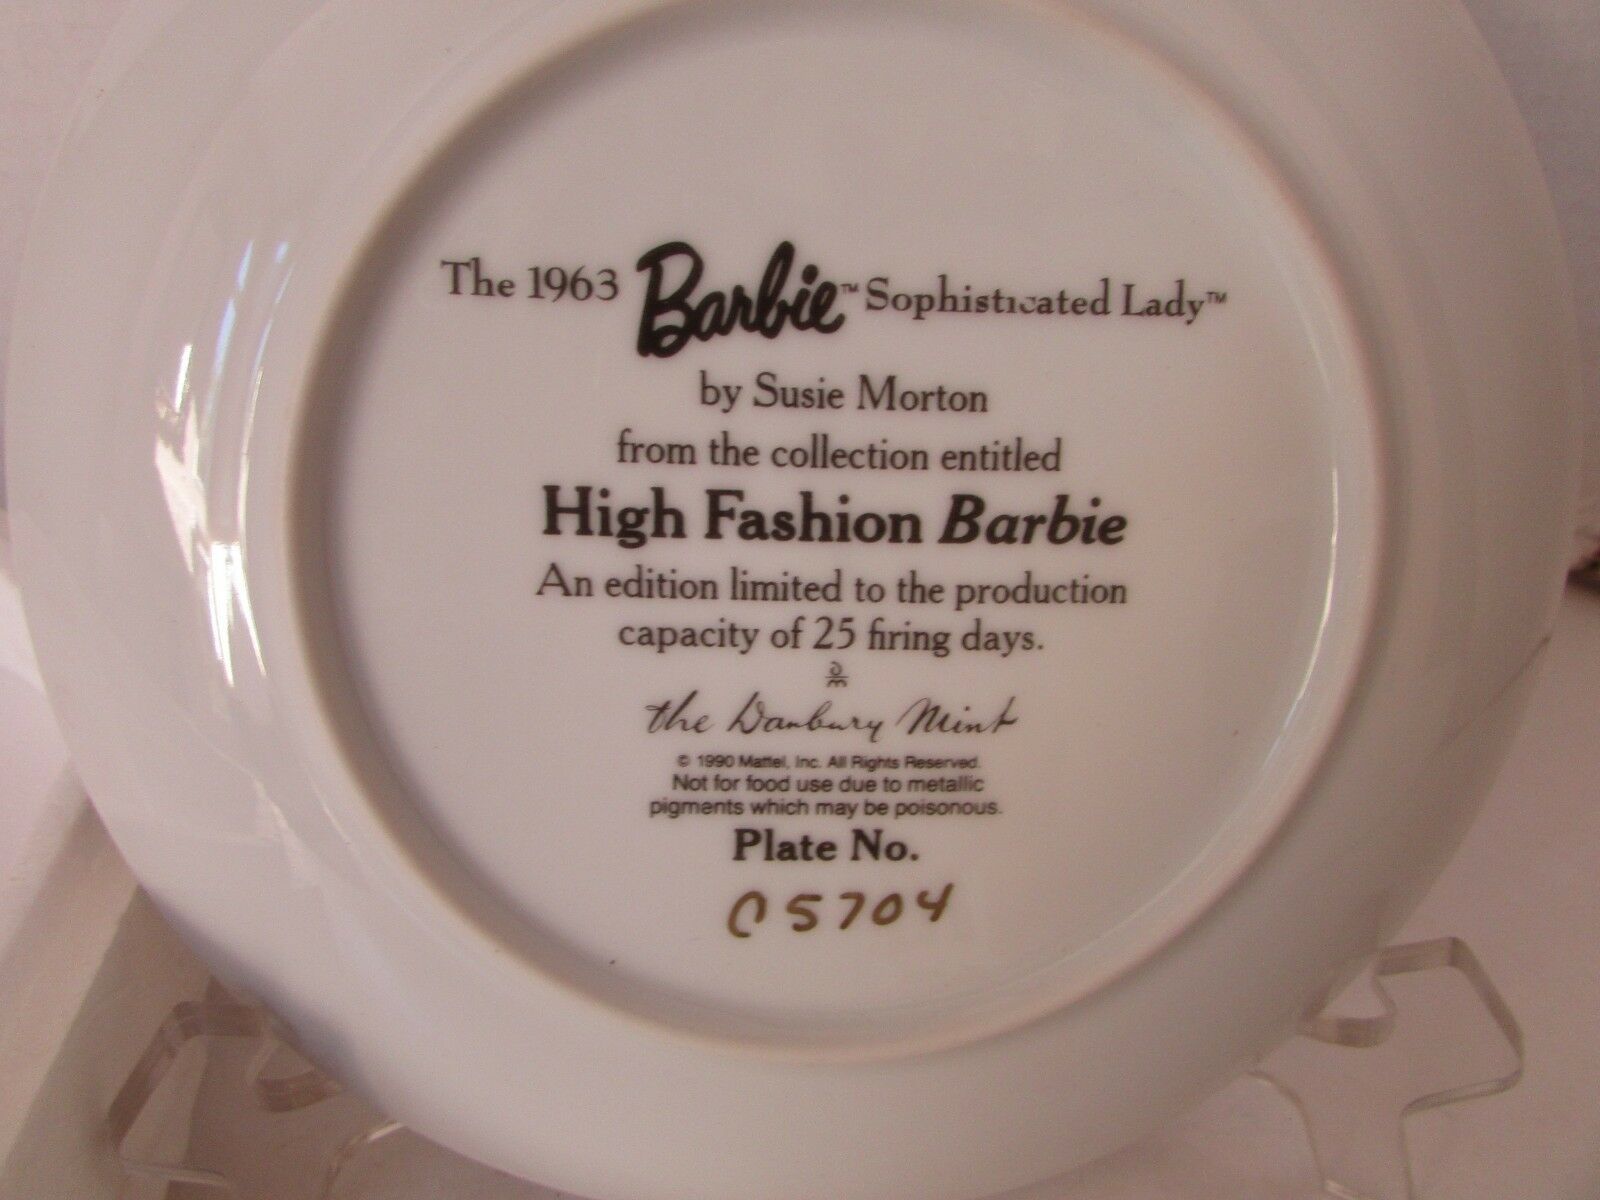 The 1963 Barbie™ Sophisticated Lady™
by Susie Morton
from the collection entitled
High Fashion Barbie
An edition limited to the production
capacity of 25 firing days.
the Danbury Mint
© 1990 Mattel, Inc. All Rights Reserved.
Not for food use due to metallic
pigments which may be poisonous.
Plate No.
C5704